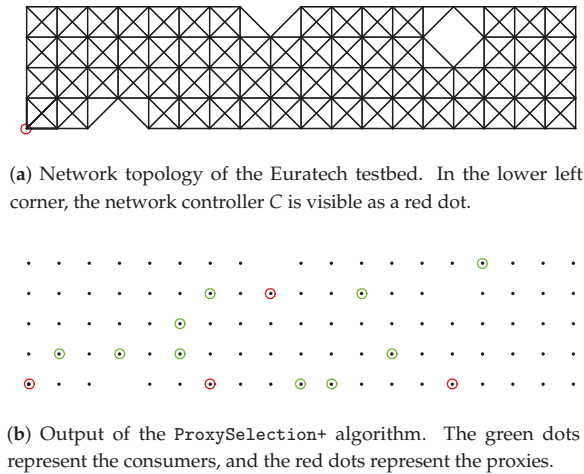 (a) Network topology of the Euratech testbed. In the lower left
corner, the network controller C is visible as a red dot.
(b) Output of the ProxySelection+ algorithm. The green dots
represent the consumers, and the red dots represent the proxies.